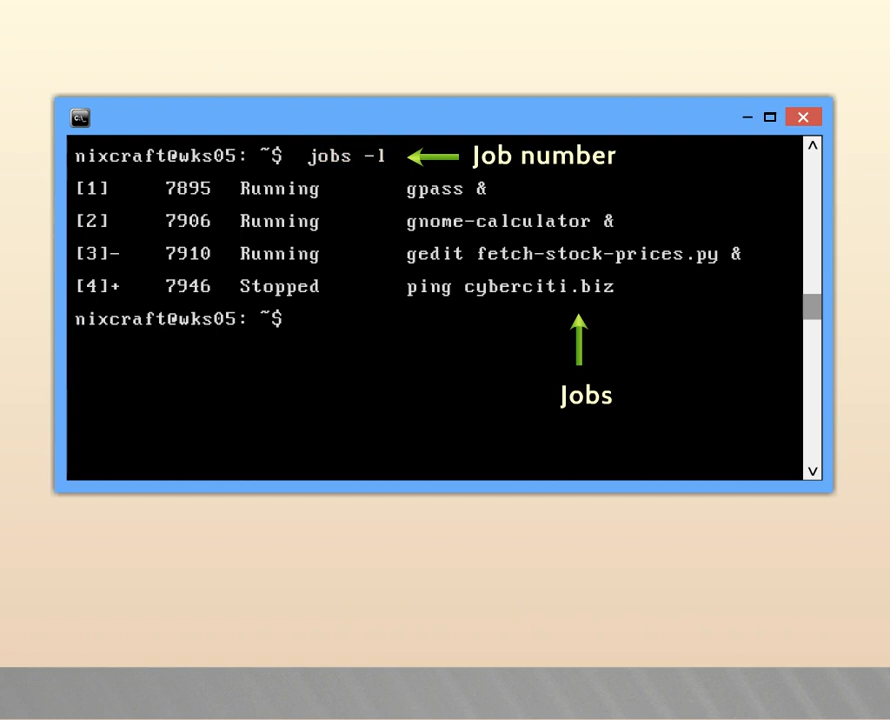 nixcraft@wks05: ~$ jobs -l Job number
[1] 7895 Running gpass &
[2] 7906 Running gnome-calculator &
[3]- 7910 Running gedit fetch-stock-prices.py &
[4]+ 7946 Stopped ping cyberciti.biz
nixcraft@wks05: ~$
Jobs